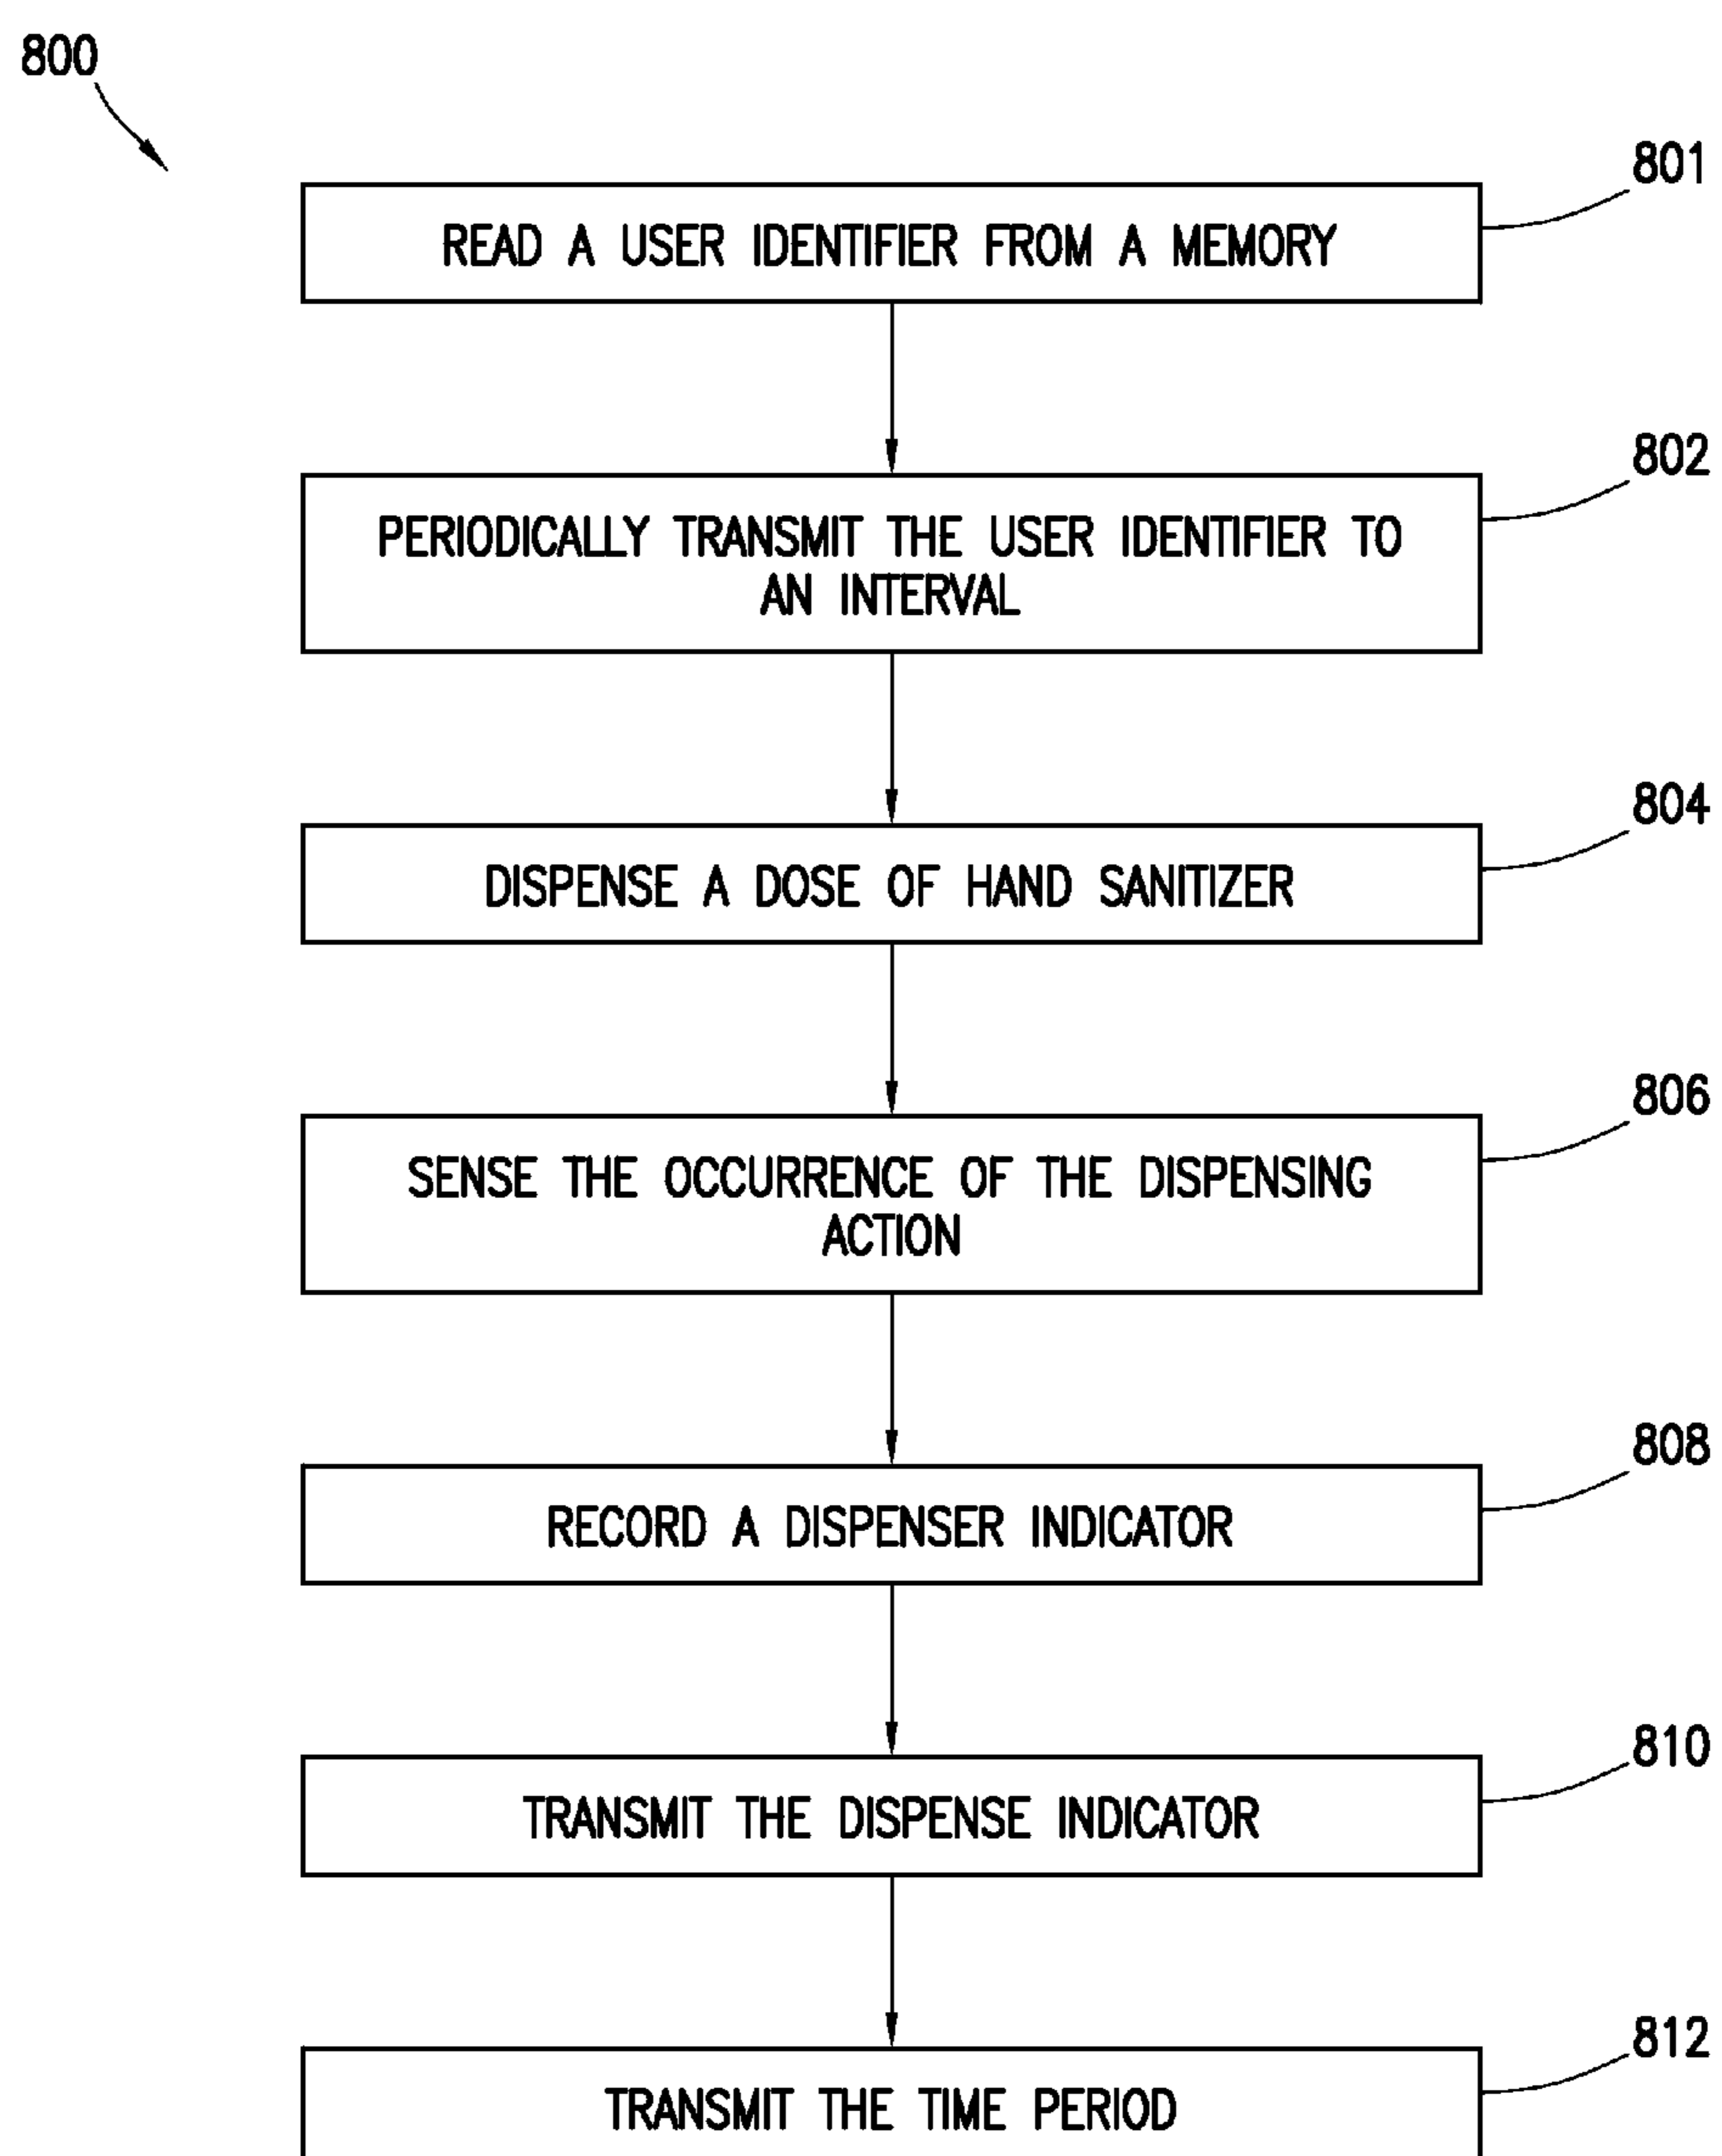 800
801
READ A USER IDENTIFIER FROM A MEMORY
802
PERIODICALLY TRANSMIT THE USER IDENTIFIER TO
AN INTERVAL
804
DISPENSE A DOSE OF HAND SANITIZER
806
SENSE THE OCCURRENCE OF THE DISPENSING
ACTION
808
RECORD A DISPENSER INDICATOR
810
TRANSMIT THE DISPENSE INDICATOR
812
TRANSMIT THE TIME PERIOD